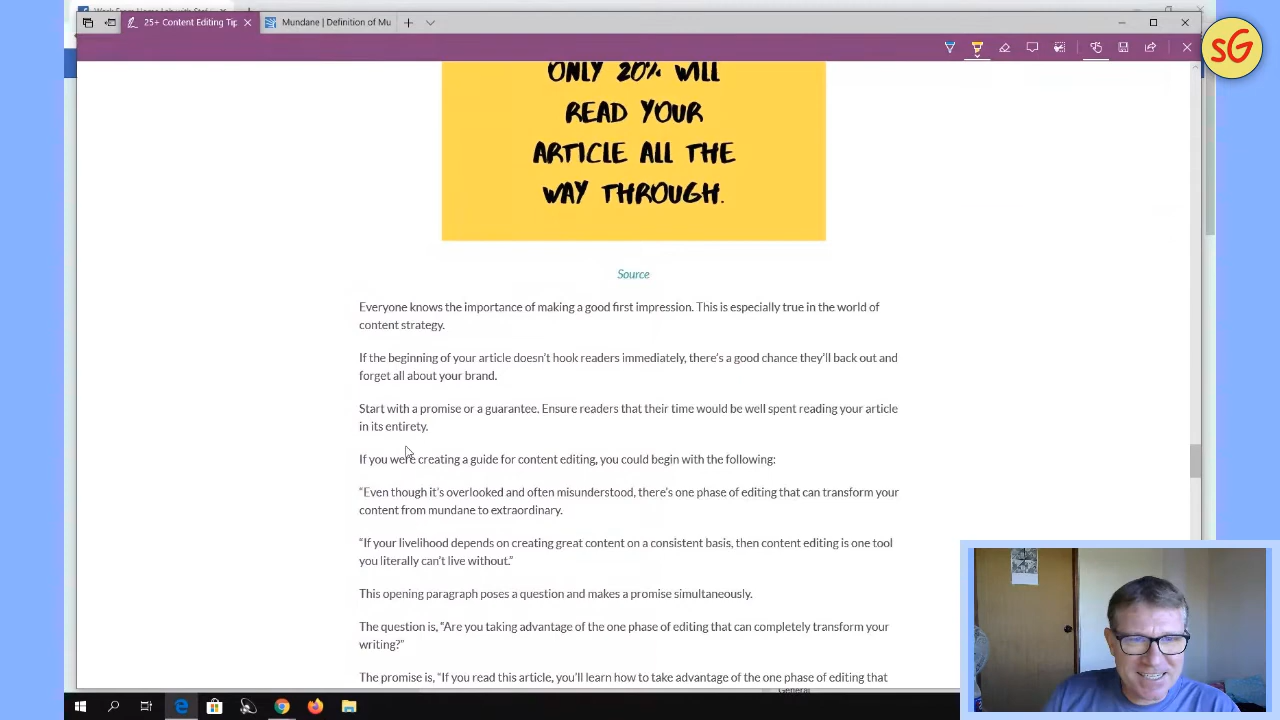 25+ Content Editing Tip
Mundane | Definition of Mu
SG
ONLY 20% WILL
READ YOUR
ARTICLE ALL THE
WAY THROUGH.
Source
Everyone knows the importance of making a good first impression. This is especially true in the world of
content strategy.
If the beginning of your article doesn't hook readers immediately, there's a good chance they'll back out and
forget all about your brand.
Start with a promise or a guarantee. Ensure readers that their time would be well spent reading your article
in its entirety.
If you were creating a guide for content editing, you could begin with the following:
“Even though it's overlooked and often misunderstood, there's one phase of editing that can transform your
content from mundane to extraordinary.
“If your livelihood depends on creating great content on a consistent basis, then content editing is one tool
you literally can't live without.”
This opening paragraph poses a question and makes a promise simultaneously.
The question is, “Are you taking advantage of the one phase of editing that can completely transform your
writing?”
The promise is, “If you read this article, you'll learn how to take advantage of the one phase of editing that
General